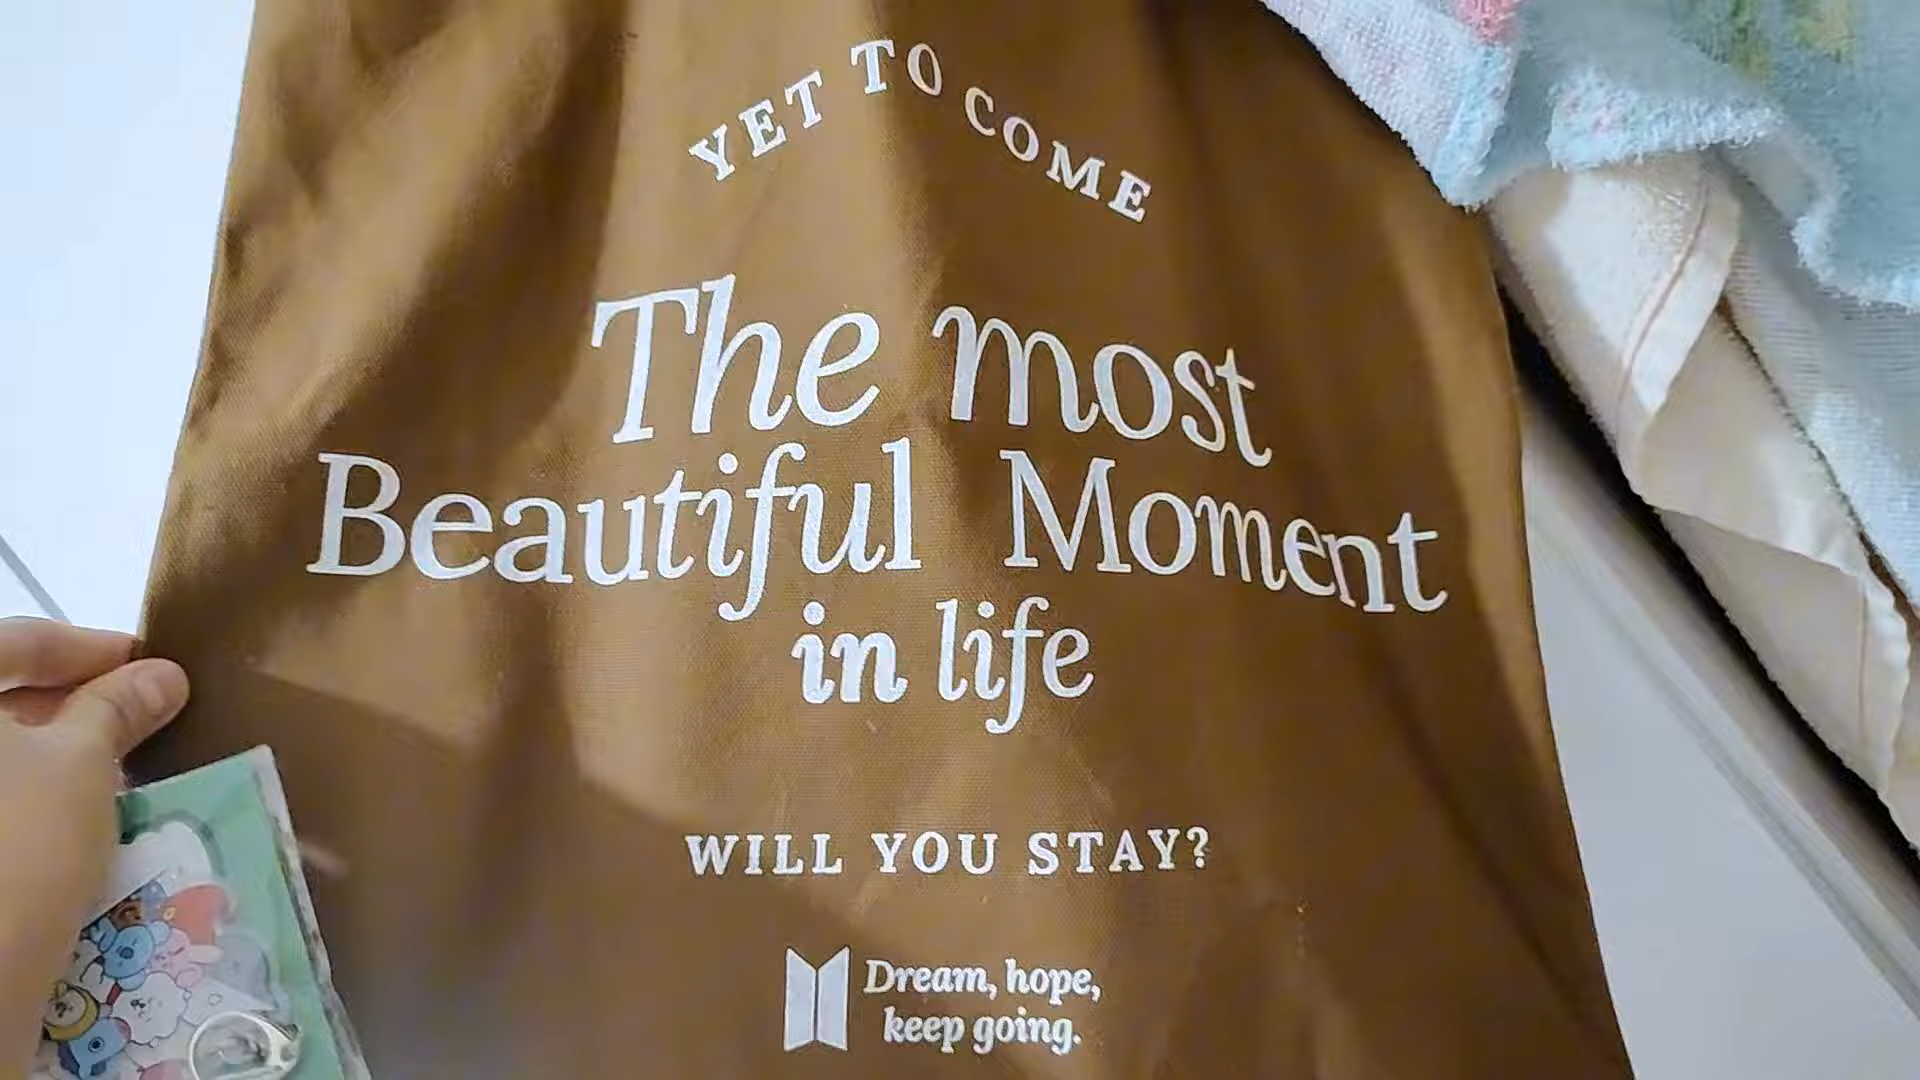 YET TO COME
The most
Beautiful Moment
in life
WILL YOU STAY?
Dream, hope,
keep going.